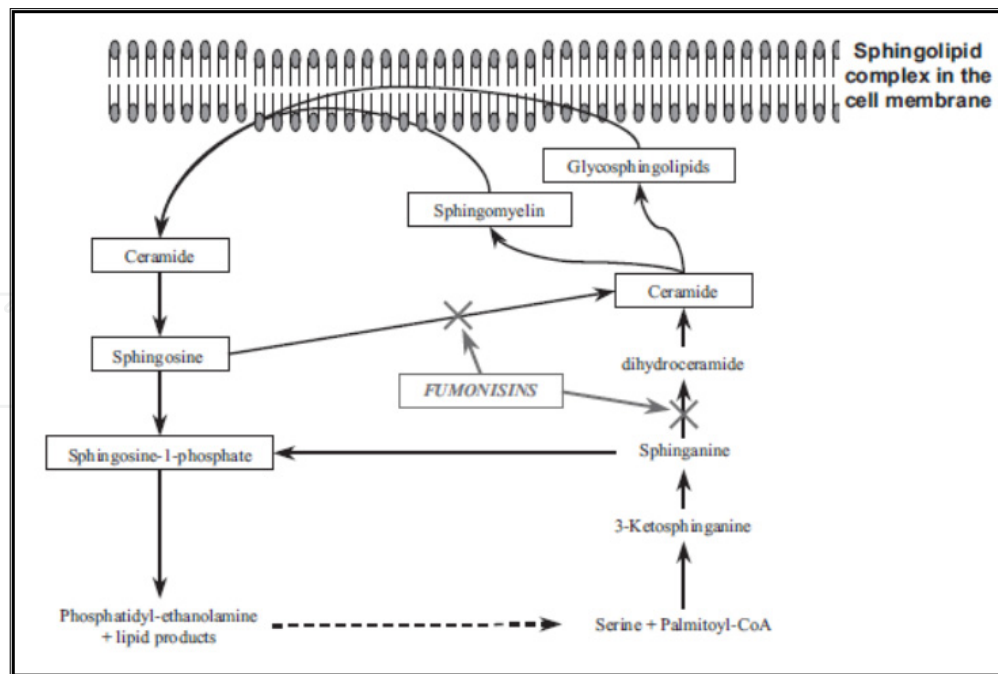 Sphingolipid
complex in the
cell membrane
Glycosphingolipids
Sphingomyelin
Ceramide
Ceramide
Sphingosine
dihydroceramide
FUMONISINS
Sphingosine-1-phosphate
Sphinganine
3-Ketosphinganine
Phosphatidyl-ethanolamine
+ lipid products
Serine + Palmitoyl-CoA